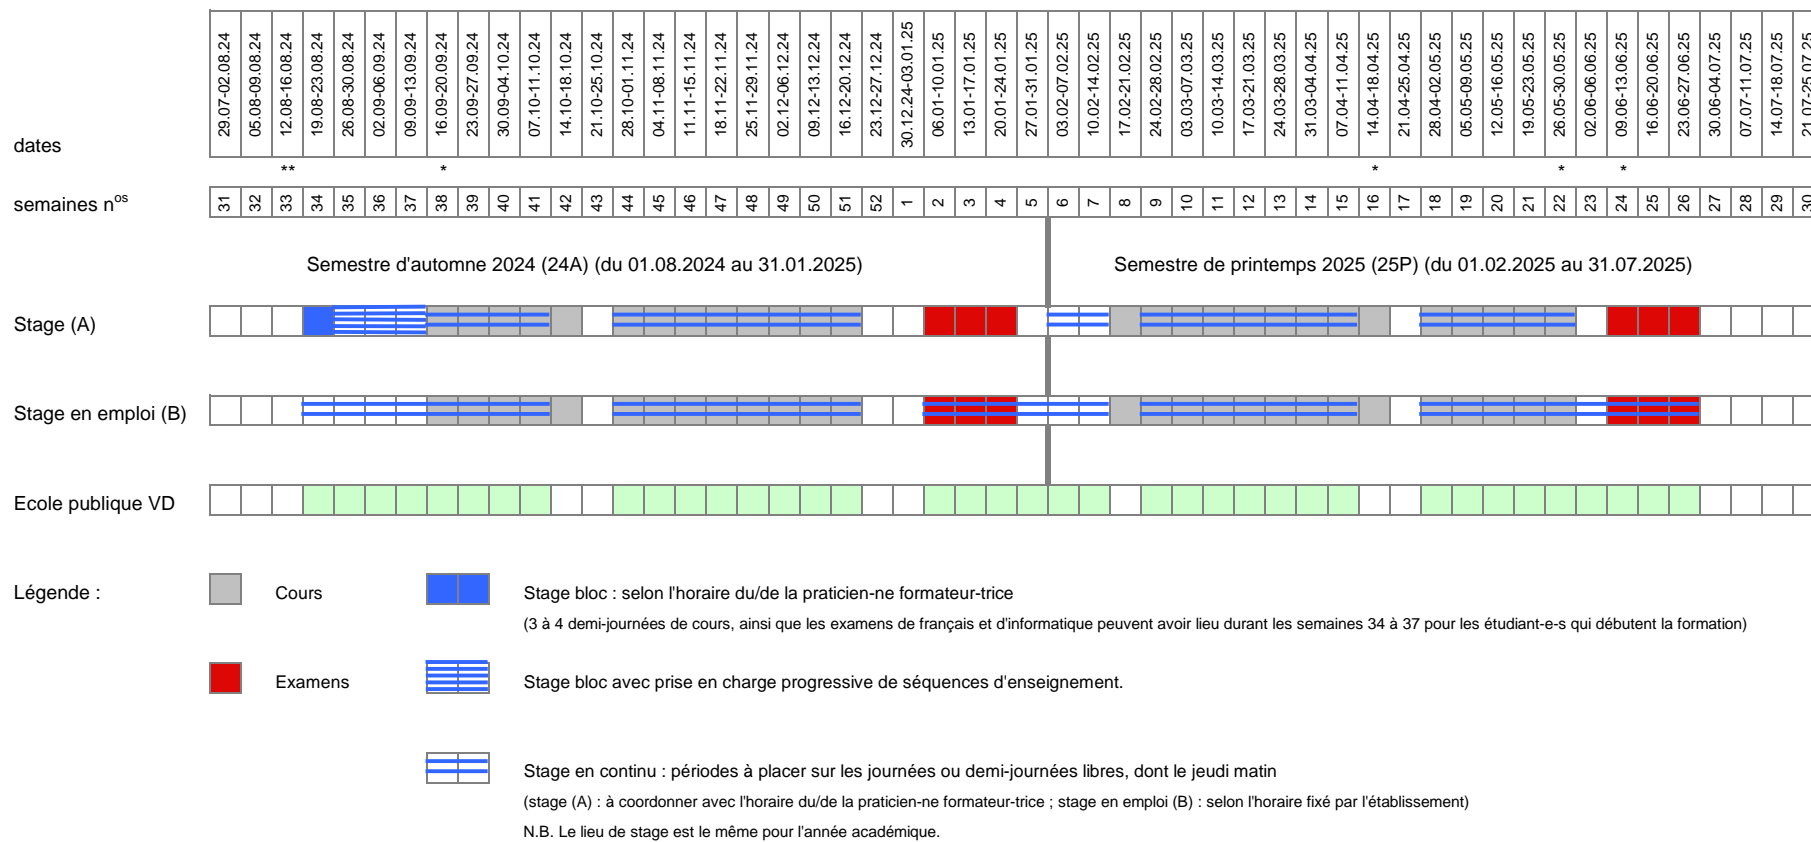 29.07-02.08.24 05.08-09.08.24 12.08-16.08.24 19.08-23.08.24 26.08-30.08.24 02.09-06.09.24 09.09-13.09.24 16.09-20.09.24 23.09-27.09.24 30.09-04.10.24 07.10-11.10.24 14.10-18.10.24 21.10-25.10.24 28.10-01.11.24 04.11-08.11.24 11.11-15.11.24 18.11-22.11.24 25.11-29.11.24 02.12-06.12.24 09.12-13.12.24 16.12-20.12.24 23.12-27.12.24 30.12.24-03.01.25 06.01-10.01.25 13.01-17.01.25 20.01-24.01.25 27.01-31.01.25 03.02-07.02.25 10.02-14.02.25 17.02-21.02.25 24.02-28.02.25 03.03-07.03.25 10.03-14.03.25 17.03-21.03.25 24.03-28.03.25 31.03-04.04.25 07.04-11.04.25 14.04-18.04.25 21.04-25.04.25 28.04-02.05.25 05.05-09.05.25 12.05-16.05.25 19.05-23.05.25 26.05-30.05.25 02.06-06.06.25 09.06-13.06.25 16.06-20.06.25 23.06-27.06.25 30.06-04.07.25 07.07-11.07.25 14.07-18.07.25 21.07-25.07.25
dates
** * * * *
semaines nos 31 32 33 34 35 36 37 38 39 40 41 42 43 44 45 46 47 48 49 50 51 52 1 2 3 4 5 6 7 8 9 10 11 12 13 14 15 16 17 18 19 20 21 22 23 24 25 26 27 28 29 30
Semestre d'automne 2024 (24A) (du 01.08.2024 au 31.01.2025) Semestre de printemps 2025 (25P) (du 01.02.2025 au 31.07.2025)
Stage (A)
Stage en emploi (B)
Ecole publique VD
Légende : Cours Stage bloc : selon l'horaire du/de la praticien-ne formateur-trice
(3 à 4 demi-journées de cours, ainsi que les examens de français et d'informatique peuvent avoir lieu durant les semaines 34 à 37 pour les étudiant-e-s qui débutent la formation)
Examens Stage bloc avec prise en charge progressive de séquences d'enseignement.
Stage en continu : périodes à placer sur les journées ou demi-journées libres, dont le jeudi matin
(stage (A) : à coordonner avec l'horaire du/de la praticien-ne formateur-trice ; stage en emploi (B) : selon l'horaire fixé par l'établissement)
N.B. Le lieu de stage est le même pour l'année académique.